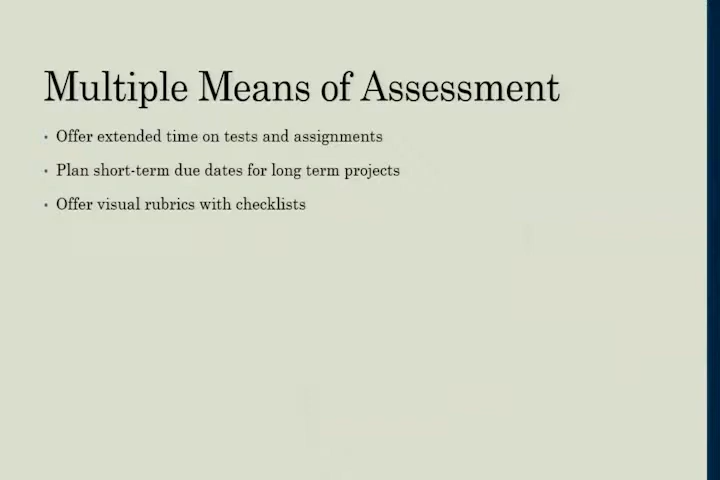 Multiple Means of Assessment
• Offer extended time on tests and assignments
• Plan short-term due dates for long term projects
• Offer visual rubrics with checklists